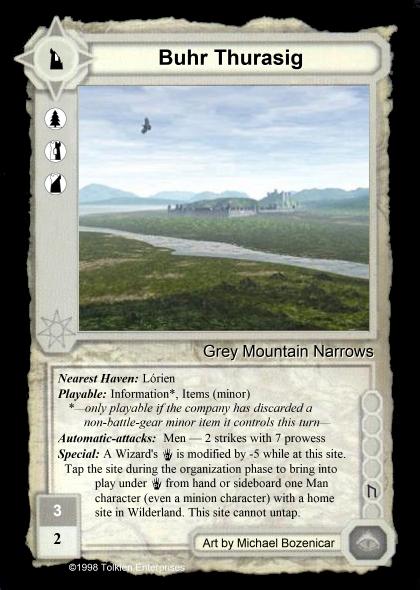 Buhr Thurasig
Grey Mountain Narrows
Nearest Haven: Lórien
Playable: Information*, Items (minor)
*—only playable if the company has discarded a
non-battle-gear minor item it controls this turn—
Automatic-attacks: Men — 2 strikes with 7 prowess
Special: A Wizard's is modified by -5 while at this site.
Tap the site during the organization phase to bring into
play under from hand or sideboard one Man
character (even a minion character) with a home
site in Wilderland. This site cannot untap.
3
2
Art by Michael Bozenicar
©1998 Tolkien Enterprises